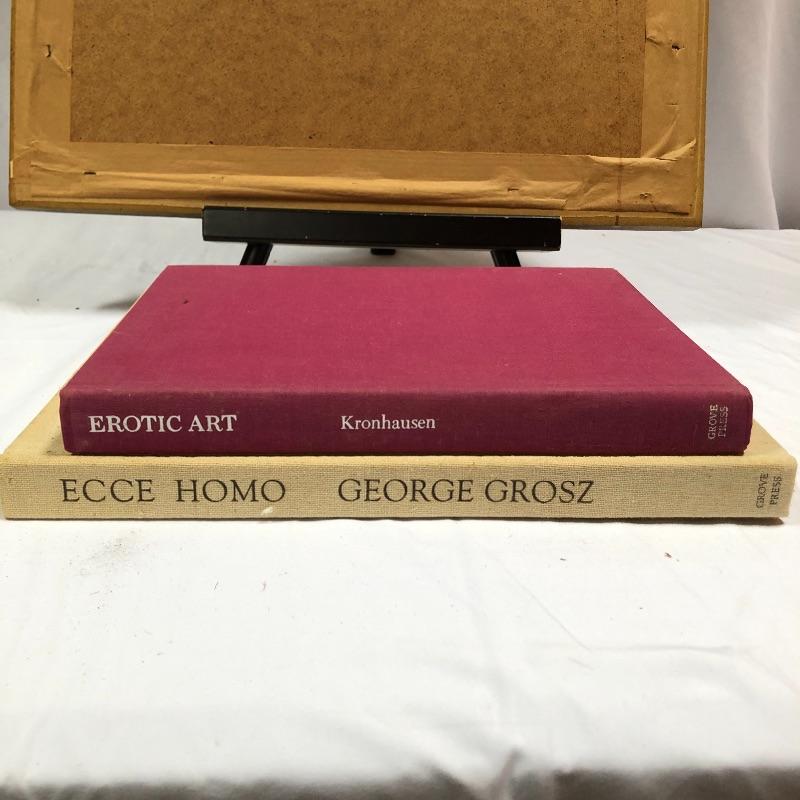 EROTIC ART Kronhausen GROVE
PRESS
ECCE HOMO GEORGE GROSZ GROVE
PRESS